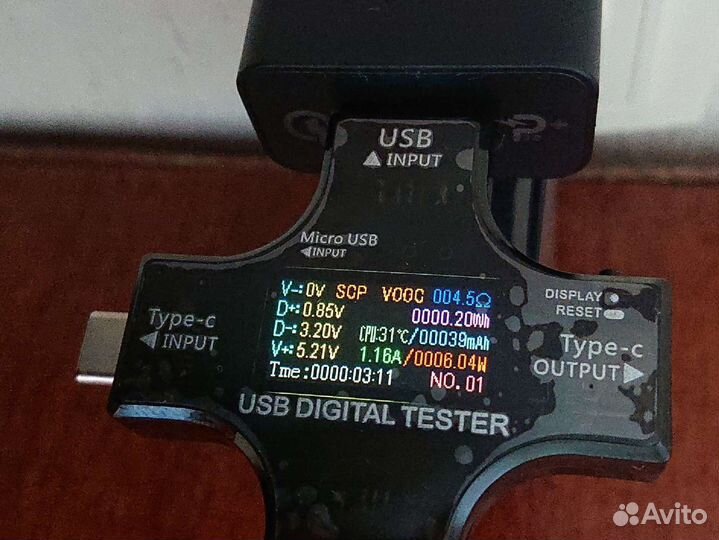 USB
INPUT
Micro USB
INPUT
Type-c
INPUT
V-:0V SCP VOOC 004.5Ω
D+:0.85V 0000.20Wh
D-:3.20V CPU:31℃/00039mAh
V+:5.21V 1.16A/0006.04W
Tme:0000:03:11 NO.01
DISPLAY
RESET
Type-c
OUTPUT
USB DIGITAL TESTER
Avito